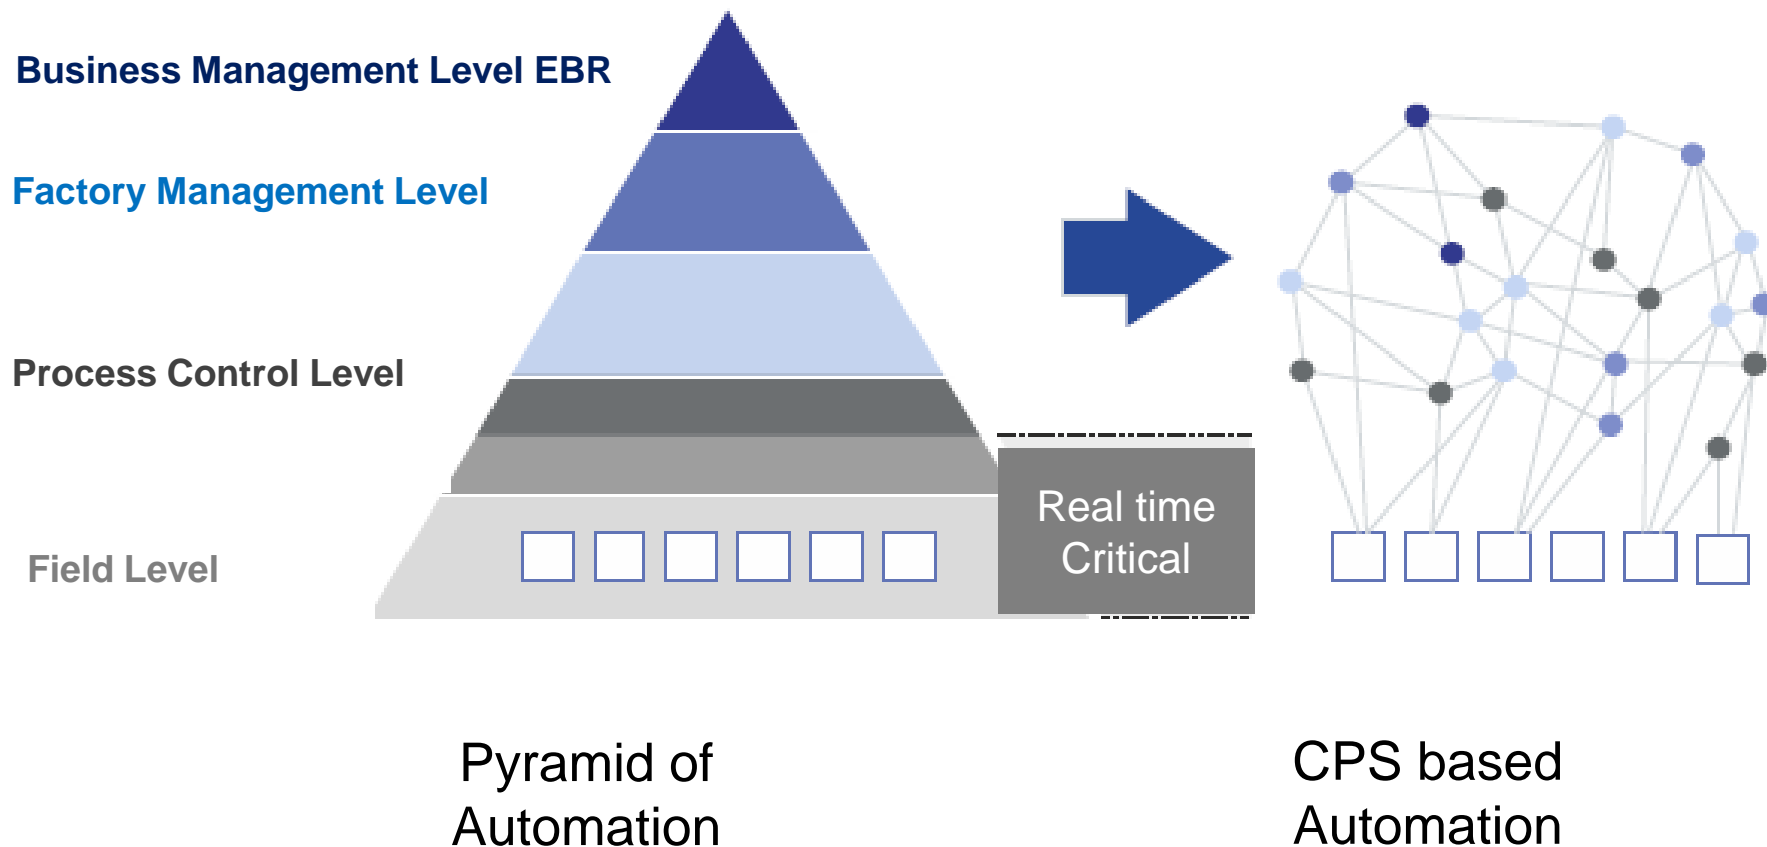 Business Management Level EBR
Factory Management Level
Process Control Level
Field Level
Real time
Critical
Pyramid of
Automation
CPS based
Automation